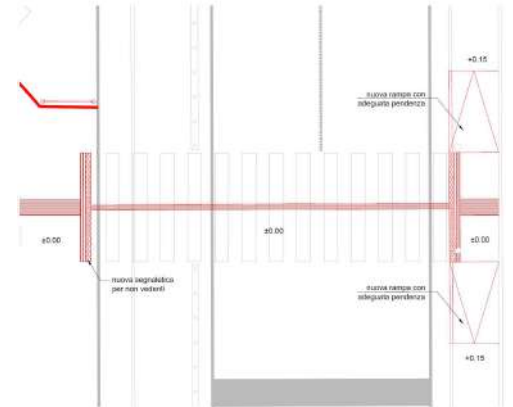 +0.15
nuova rampa con
adeguata pendenza
±0.00
±0.00
±0.00
nuova segnaletica
per non vedenti
nuova rampa con
adeguata pendenza
+0.15